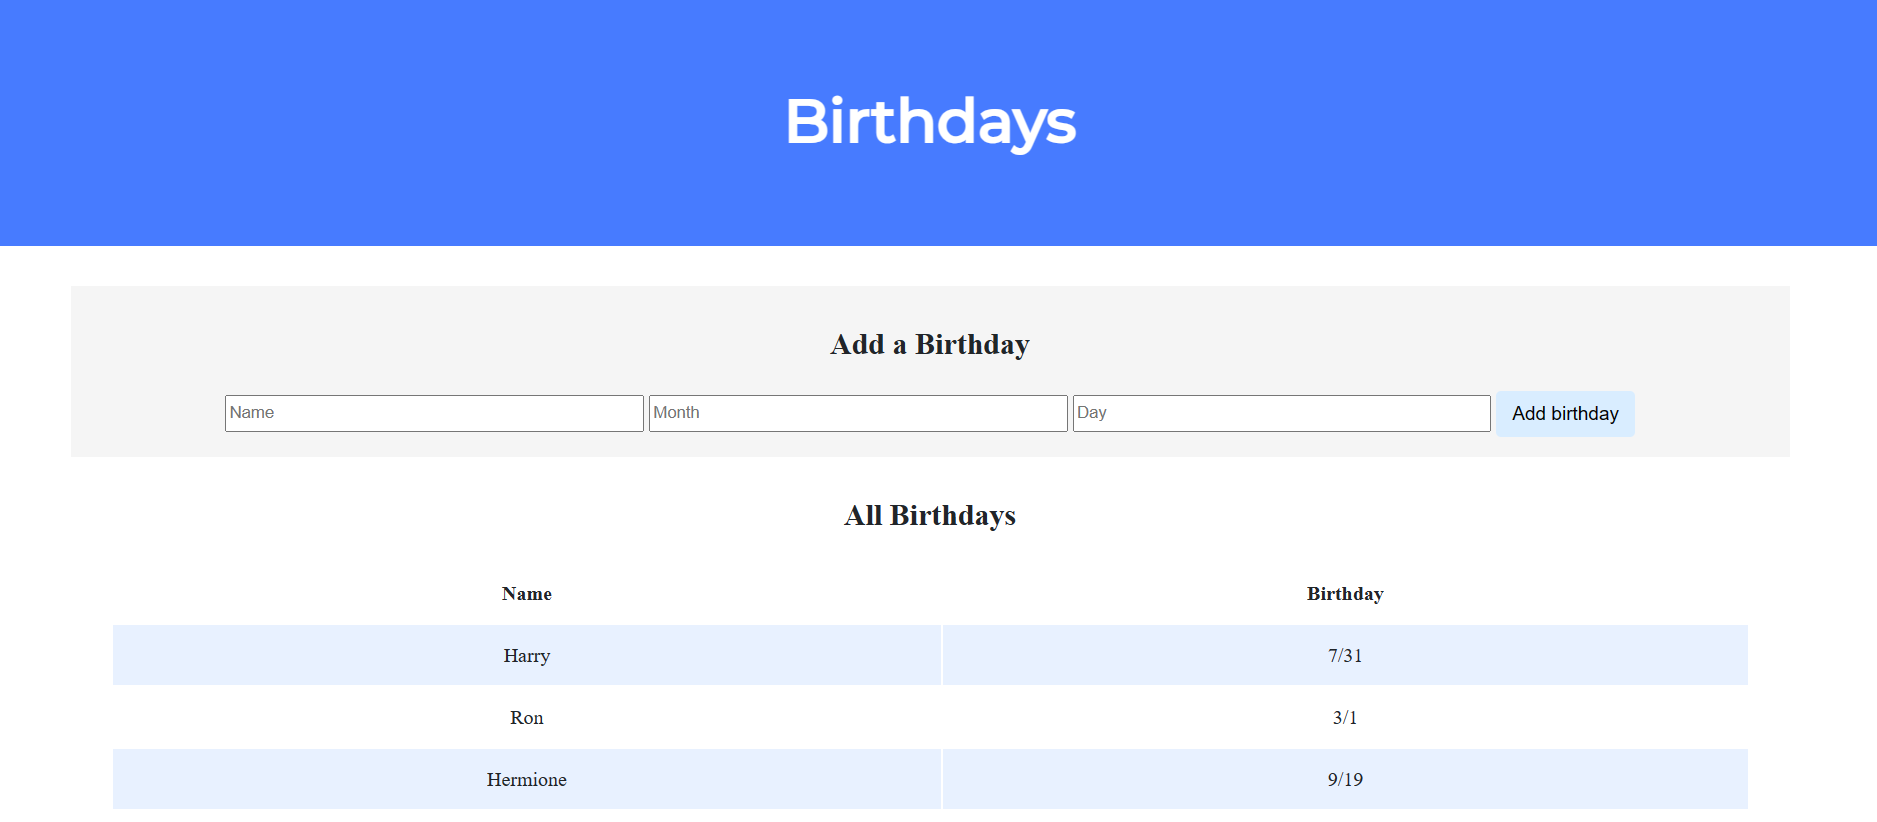 Birthdays
Add a Birthday
Name Month Day Add birthday
All Birthdays
Name Birthday
Harry 7/31
Ron 3/1
Hermione 9/19